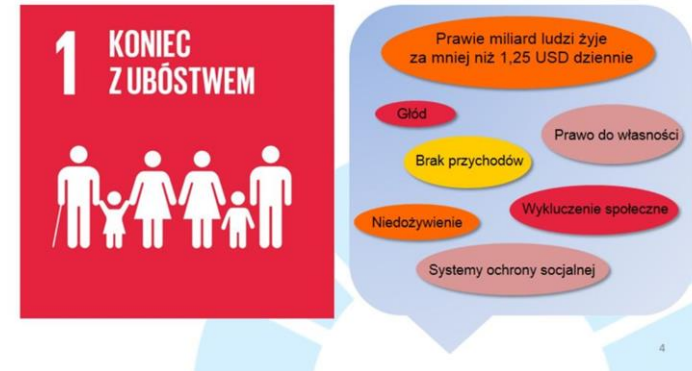 1 KONIEC
Z UBÓSTWEM
Prawie miliard ludzi żyje
za mniej niż 1,25 USD dziennie
Głód
Prawo do własności
Brak przychodów
Wykluczenie społeczne
Niedożywienie
Systemy ochrony socjalnej
4